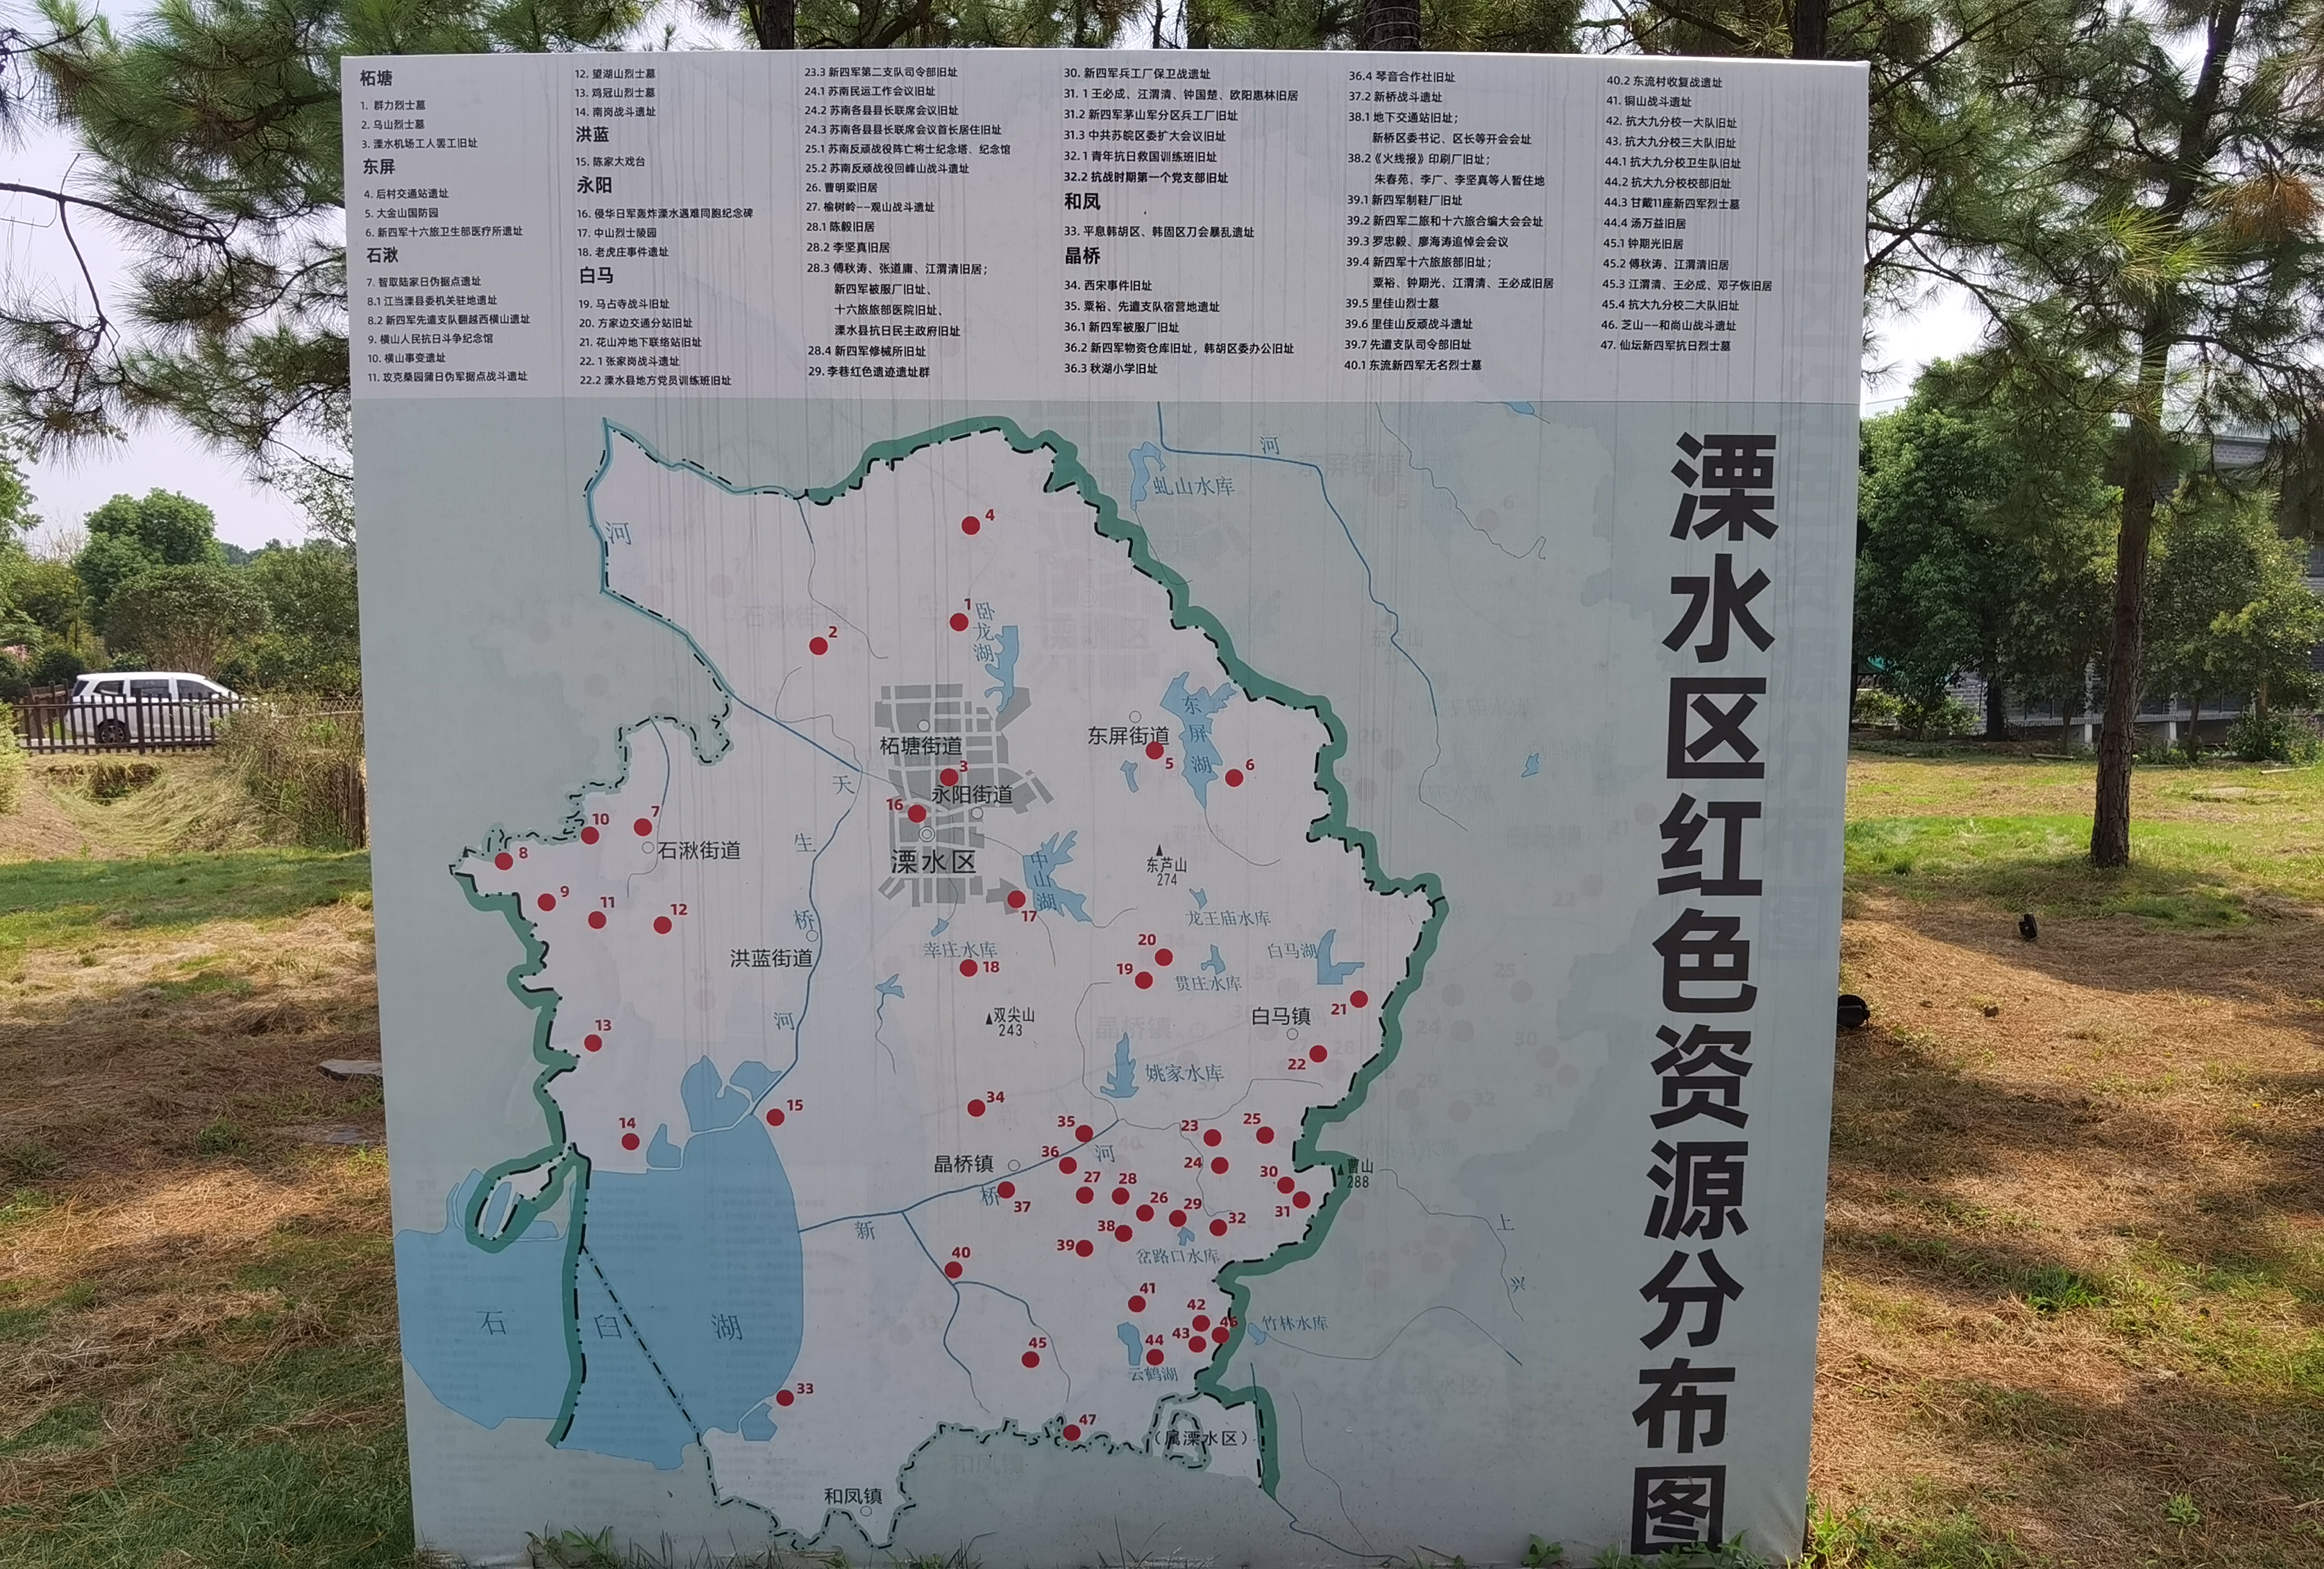 柘塘
1. 群力烈士墓
2. 乌山烈士墓
3. 溧水机场工人罢工旧址
东屏
4. 后村交通站遗址
5. 大金山国防园
6. 新四军十六旅卫生部医疗所遗址
石湫
7. 智取陆家日伪据点遗址
8.1 江当溧县委机关驻地遗址
8.2 新四军先遣支队翻越西横山遗址
9. 横山人民抗日斗争纪念馆
10. 横山事变遗址
11. 攻克桑园蒲日伪军据点战斗遗址
12. 望湖山烈士墓
13. 鸡冠山烈士墓
14. 南岗战斗遗址
洪蓝
15. 陈家大戏台
永阳
16. 侵华日军轰炸溧水遇难同胞纪念碑
17. 中山烈士陵园
18. 老虎庄事件遗址
白马
19. 马占寺战斗旧址
20. 方家边交通分站旧址
21. 花山冲地下联络站旧址
22. 1 张家岗战斗遗址
22.2 溧水县地方党员训练班旧址
23.3 新四军第二支队司令部旧址
24.1 苏南民运工作会议旧址
24.2 苏南各县县长联席会议旧址
24.3 苏南各县县长联席会议首长居住旧址
25.1 苏南反顽战役阵亡将士纪念塔、纪念馆
25.2 苏南反顽战役回峰山战斗遗址
26. 曹明梁旧居
27. 榆树岭--观山战斗遗址
28.1 陈毅旧居
28.2 李坚真旧居
28.3 傅秋涛、张道庸、江渭清旧居；
新四军被服厂旧址、
十六旅旅部医院旧址、
溧水县抗日民主政府旧址
28.4 新四军修械所旧址
29. 李巷红色遗迹遗址群
30. 新四军兵工厂保卫战遗址
31. 1 王必成、江渭清、钟国楚、欧阳惠林旧居
31.2 新四军茅山军分区兵工厂旧址
31.3 中共苏皖区委扩大会议旧址
32. 1 青年抗日救国训练班旧址
32.2 抗战时期第一个党支部旧址
和凤
33. 平息韩胡区、韩固区刀会暴乱遗址
晶桥
34. 西宋事件旧址
35. 粟裕、先遣支队宿营地遗址
36.1 新四军被服厂旧址
36.2 新四军物资仓库旧址，韩胡区委办公旧址
36.3 秋湖小学旧址
36.4 琴音合作社旧址
37.2 新桥战斗遗址
38.1 地下交通站旧址；
新桥区委书记、区长等开会会址
38.2《火线报》印刷厂旧址；
朱春苑、李广、李坚真等人暂住地
39.1 新四军制鞋厂旧址
39.2 新四军二旅和十六旅合编大会会址
39.3 罗忠毅、廖海涛追悼会会议
39.4 新四军十六旅旅部旧址；
粟裕、钟期光、江渭清、王必成旧居
39.5 里佳山烈士墓
39.6 里佳山反顽战斗遗址
39.7 先遣支队司令部旧址
40.1 东流新四军无名烈士墓
40.2 东流村收复战遗址
41. 铜山战斗遗址
42. 抗大九分校一大队旧址
43. 抗大九分校三大队旧址
44.1 抗大九分校卫生队旧址
44.2 抗大九分校校部旧址
44.3 甘戴11座新四军烈士墓
44.4 汤万益旧居
45.1 钟期光旧居
45.2 傅秋涛、江渭清旧居
45.3 江渭清、王必成、邓子恢旧居
45.4 抗大九分校二大队旧址
46. 芝山--和尚山战斗遗址
47. 仙坛新四军抗日烈士墓
溧水区红色资源分布图
河
虬山水库
河
4
1
卧龙湖
2
东屏湖
柘塘街道
东屏街道
5
6
3
天
永阳街道
16
7
10
生
石湫街道
8
溧水区
中山湖
东芦山
274
9
11
12
17
桥
龙王庙水库
洪蓝街道
幸庄水库
18
20
19
白马湖
贯庄水库
21
河
双尖山
243
白马镇
13
22
姚家水库
34
15
14
35
23
25
河
36
晶桥镇
24
曹山
288
30
27
28
桥
37
26
29
31
新
38
32
上
39
岔路口水库
40
兴
41
42
石臼湖
46
竹林水库
43
44
45
云鹤湖
33
47
（属溧水区）
和凤镇